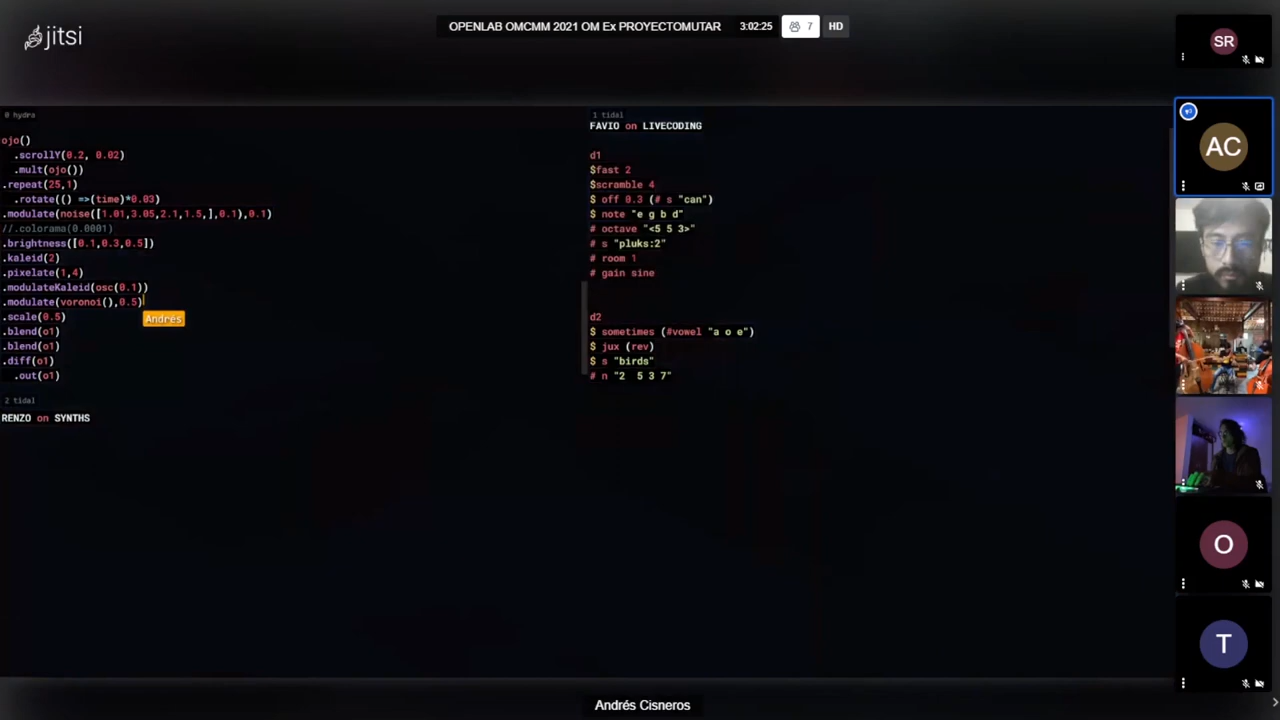 jitsi
OPENLAB OMCMM 2021 OM Ex PROYECTOMUTAR 3:02:25 7 HD
SR
AC
@ hydra
ojo()
.scrollY(0.2, 0.02)
.mult(ojo())
.repeat(25,1)
.rotate(() =>(time)*0.03)
.modulate(noise([1.01,3.05,2.1,1.5,],0.1),0.1)
//.colorama(0.0001)
.brightness([0.1,0.3,0.5])
.kaleid(2)
.pixelate(1,4)
.modulateKaleid(osc(0.1))
.modulate(voronoi(),0.5)
Andrés
.scale(0.5)
.blend(o1)
.blend(o1)
.diff(o1)
.out(o1)
2 tidal
RENZO on SYNTHS
1 tidal
FAVIO on LIVECODING
d1
$fast 2
$scramble 4
$ off 0.3 (# s "can")
$ note "e g b d"
# octave "<5 5 3>"
# s "pluks:2"
# room 1
# gain sine
d2
$ sometimes (#vowel "a o e")
$ jux (rev)
$ s "birds"
# n "2  5 3 7"
O
T
Andrés Cisneros